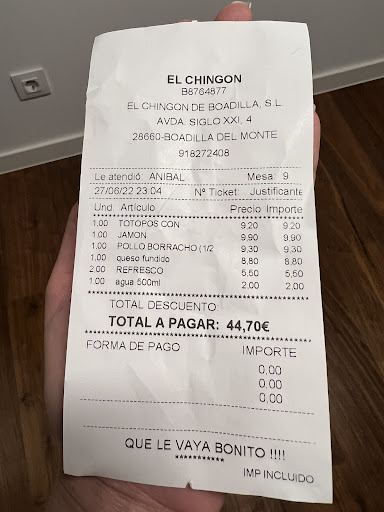 EL CHINGON
B8764877
EL CHINGON DE BOADILLA, S.L
AVDA. SIGLO XXI, 4
28660-BOADILLA DEL MONTE
918272408
Le atendió: ANIBAL Mesa: 9
27/06/22 23:04 Nº Ticket: Justificante
Und. Artículo Precio Importe
1,00 TOTOPOS CON 9,20 9,20
1,00 JAMON 9,90 9,90
1,00 POLLO BORRACHO (1/2 9,30 9,30
1,00 queso fundido 8,80 8,80
2,00 REFRESCO 5,50 5,50
1,00 agua 500ml 2,00 2,00
TOTAL DESCUENTO:
TOTAL A PAGAR: 44,70€
FORMA DE PAGO IMPORTE
0,00
0,00
0,00
QUE LE VAYA BONITO !!!!
**********
IMP INCLUIDO